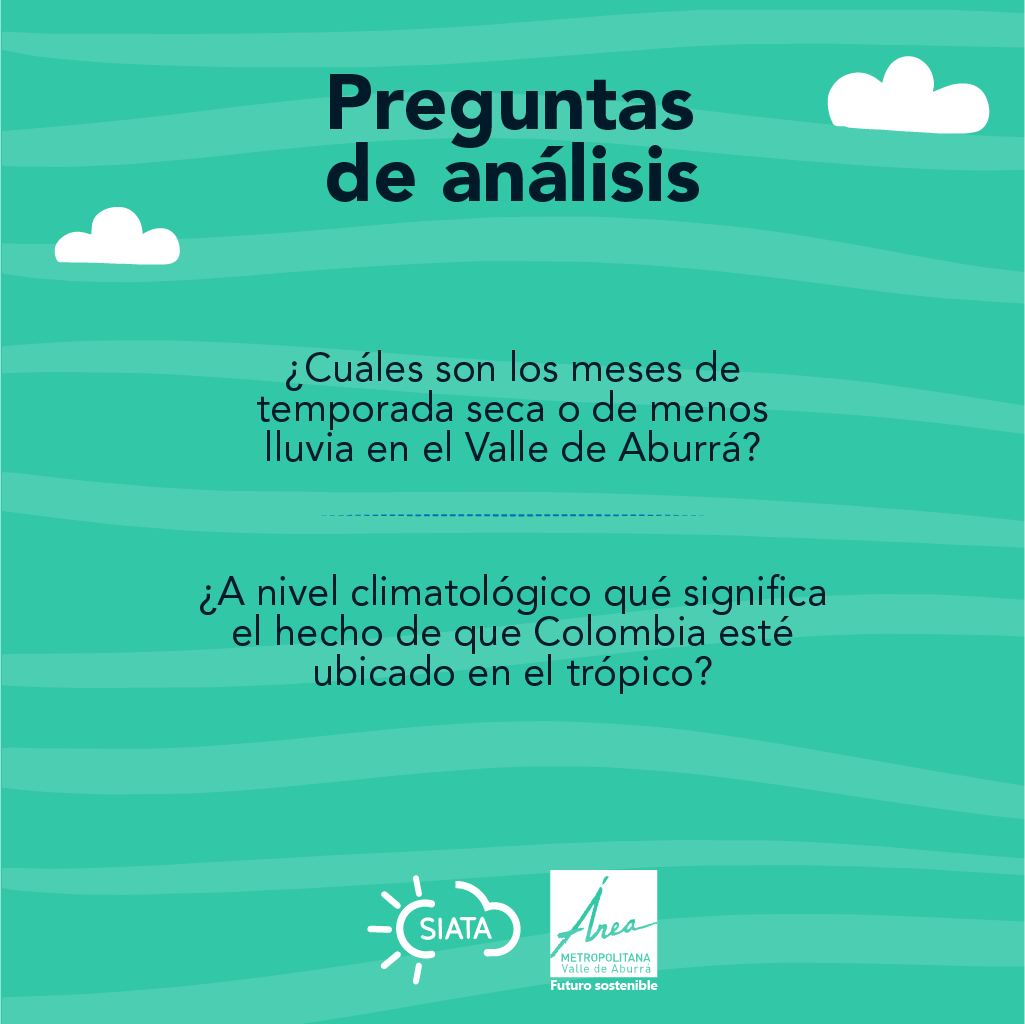 Preguntas
de análisis
¿Cuáles son los meses de
temporada seca o de menos
lluvia en el Valle de Aburrá?
¿A nivel climatológico qué significa
el hecho de que Colombia esté
ubicado en el trópico?
SIATA
Área
METROPOLITANA
Valle de Aburrá
Futuro sostenible